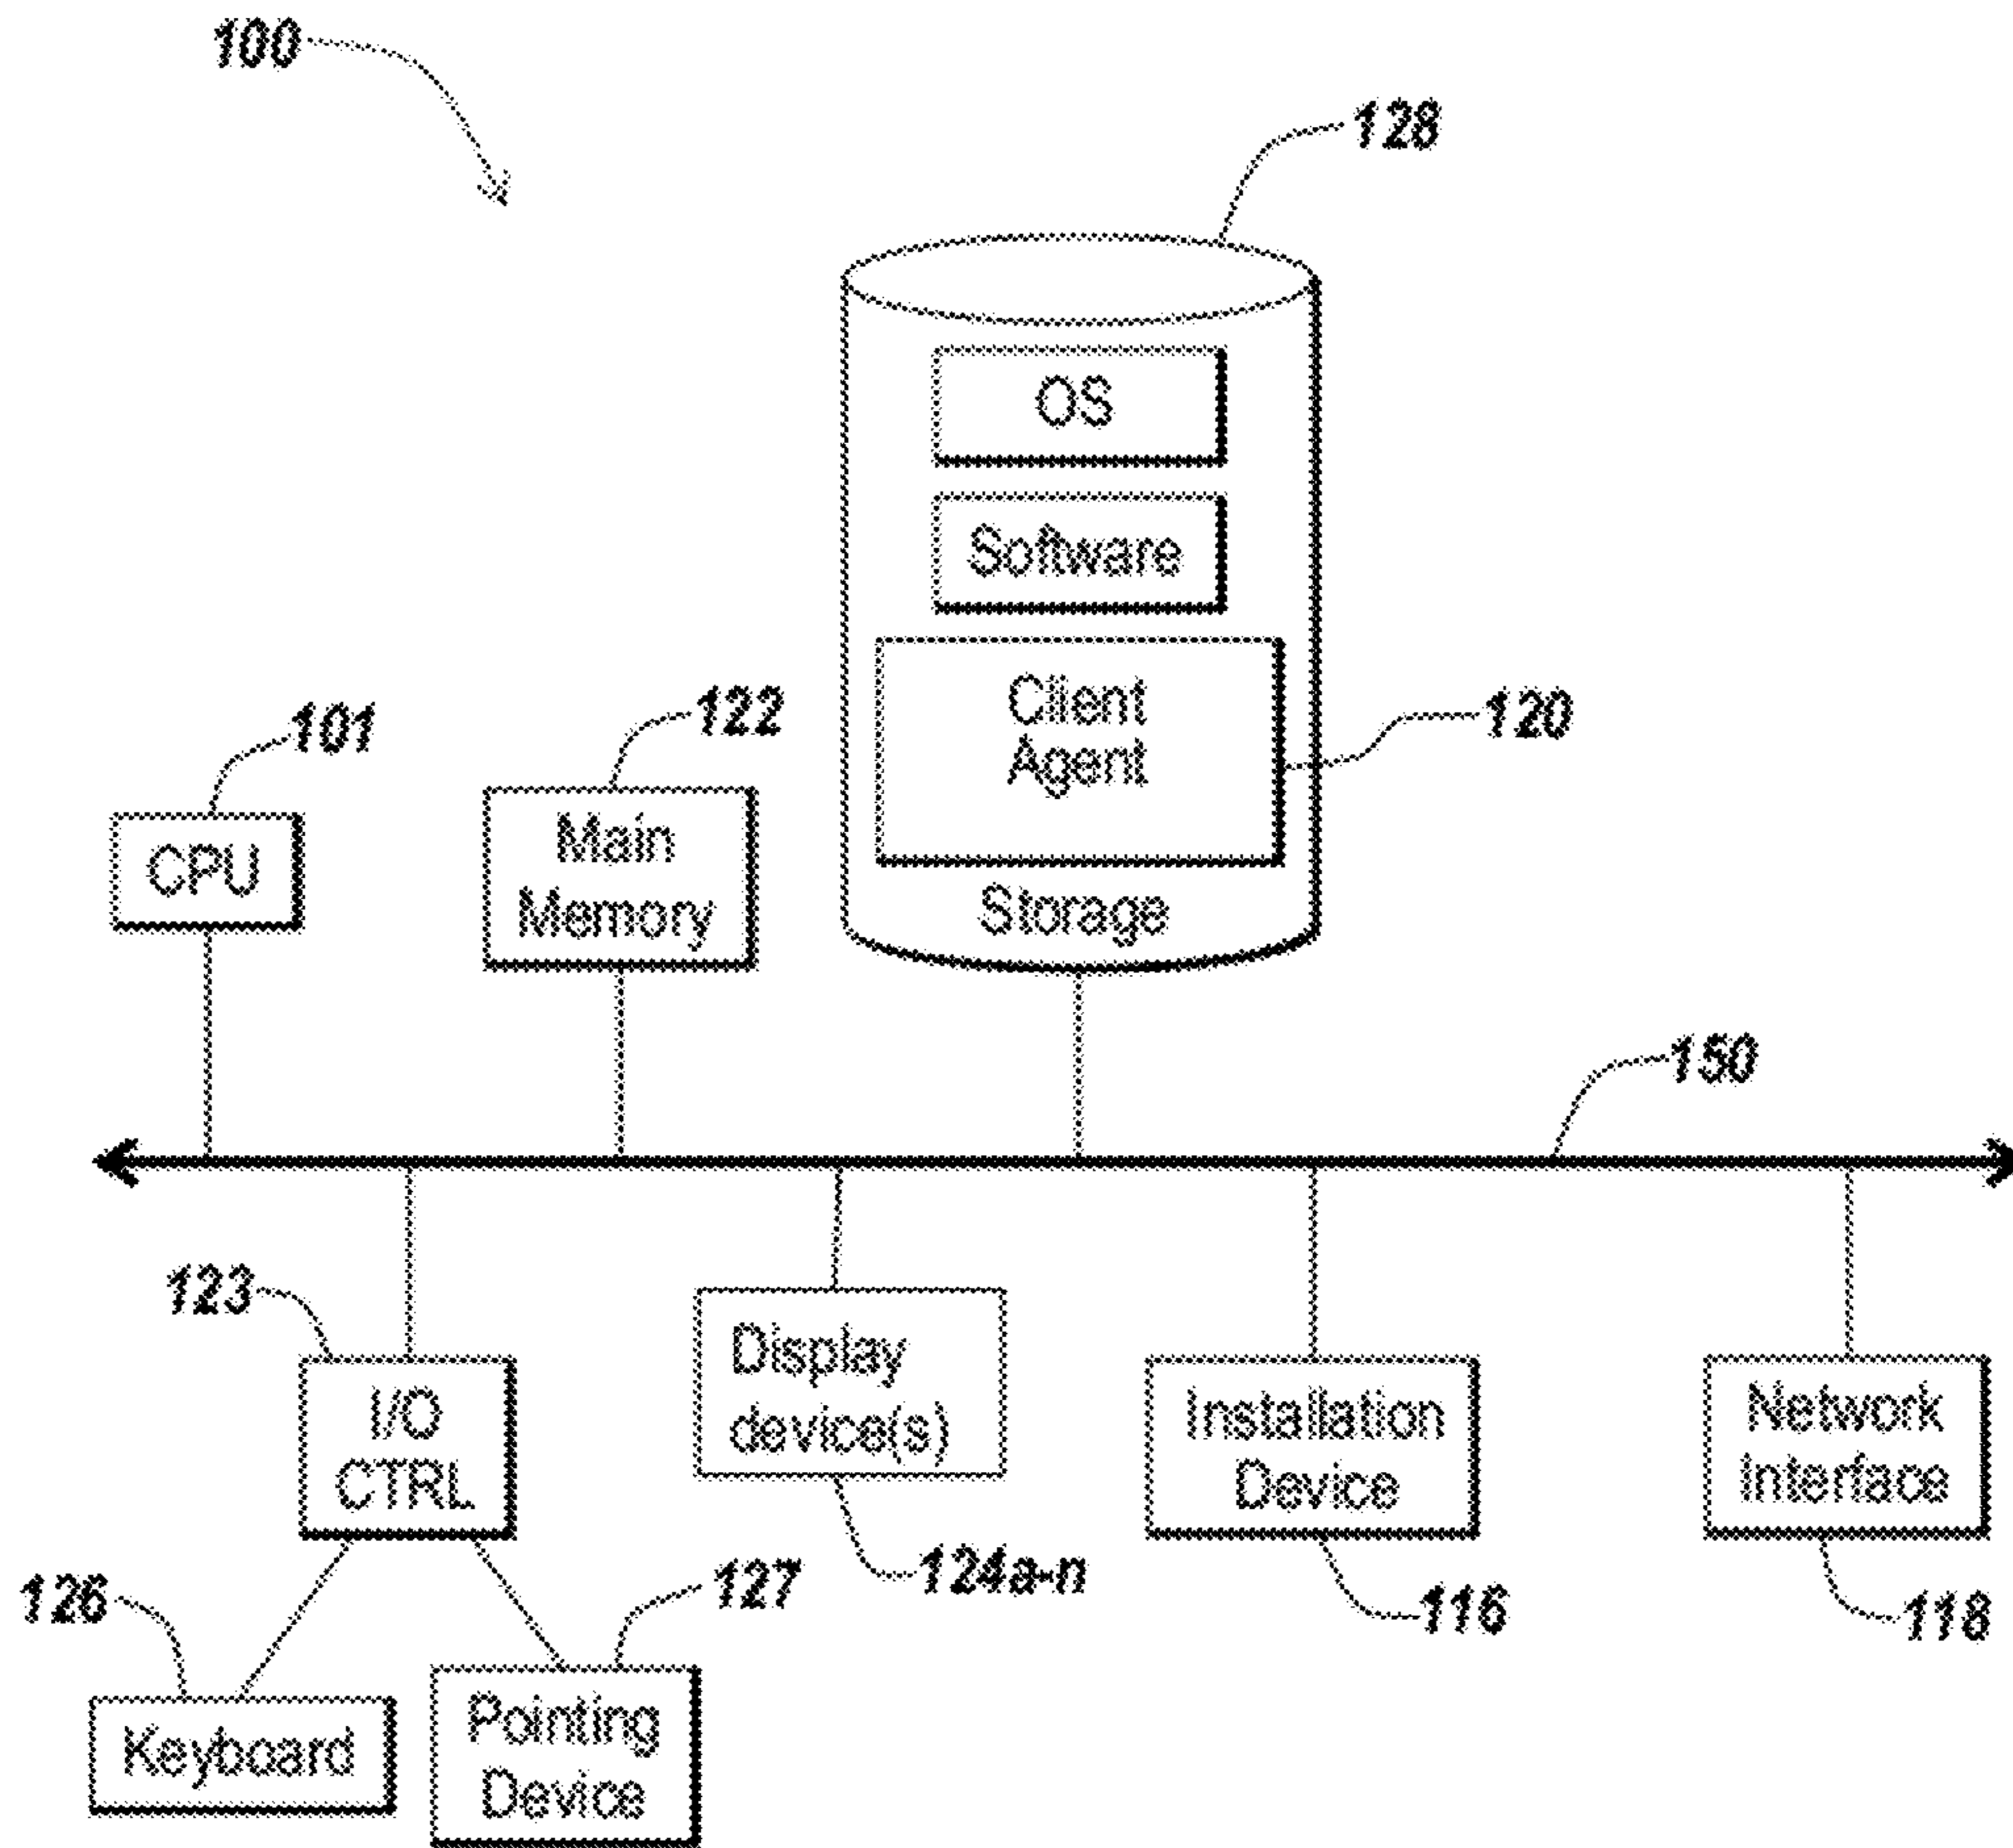 100
128
OS
Software
Client
Agent
120
Storage
101
CPU
122
Main
Memory
150
123
I/O
CTRL
Display
device(s)
124a-n
Installation
Device
116
Network
Interface
118
126
Keyboard
127
Pointing
Device